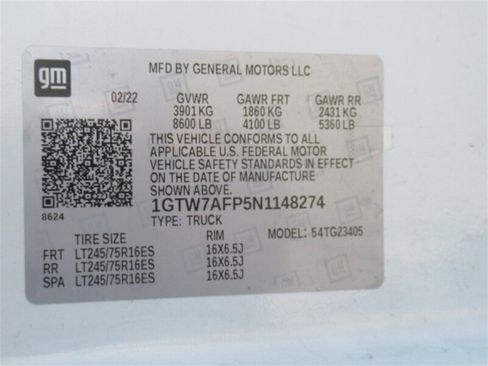 gm
MFD BY GENERAL MOTORS LLC
02/22 GVWR GAWR FRT GAWR RR
3901 KG 1860 KG 2431 KG
8600 LB 4100 LB 5360 LB
THIS VEHICLE CONFORMS TO ALL
APPLICABLE U.S. FEDERAL MOTOR
VEHICLE SAFETY STANDARDS IN EFFECT
ON THE DATE OF MANUFACTURE
SHOWN ABOVE.
8624 1GTW7AFP5N1148274
TYPE: TRUCK
TIRE SIZE RIM MODEL: 54TG23405
FRT LT245/75R16ES 16X6.5J
RR LT245/75R16ES 16X6.5J
SPA LT245/75R16ES 16X6.5J